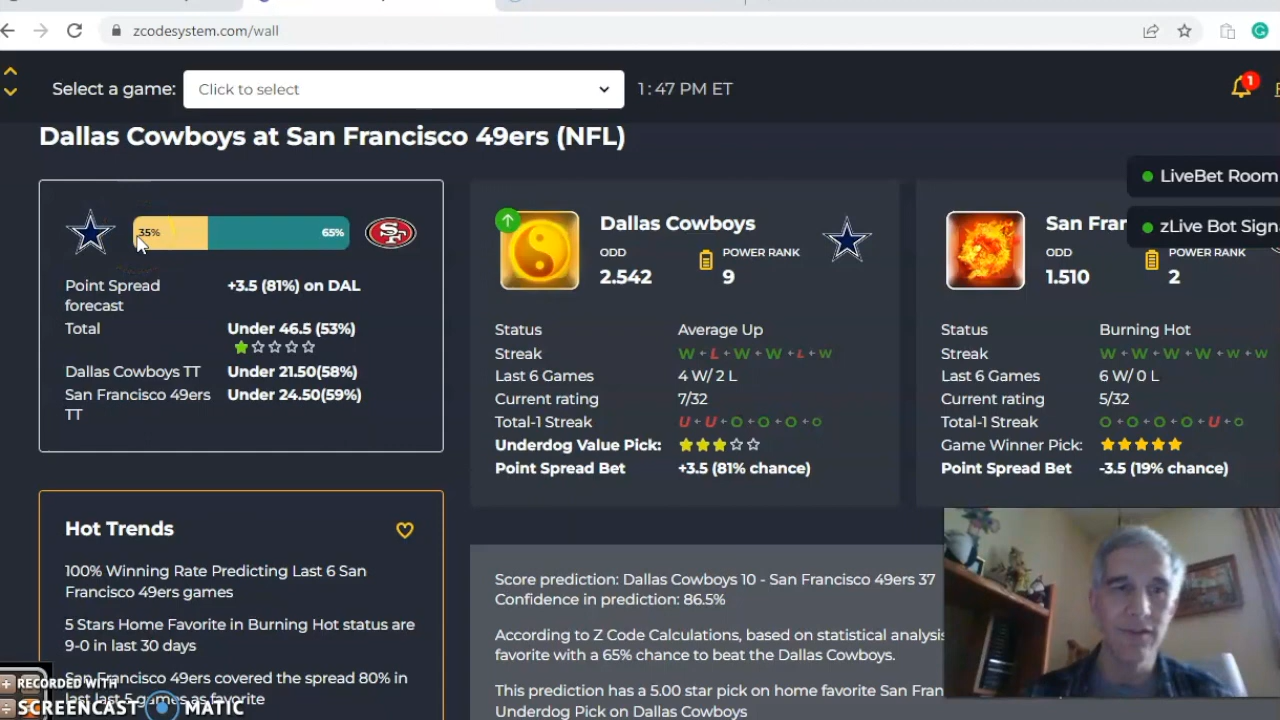 zcodesystem.com/wall
Select a game: Click to select 1:47 PM ET
1
Dallas Cowboys at San Francisco 49ers (NFL)
LiveBet Room
zLive Bot Signa
35% 65%
SF
Point Spread forecast +3.5 (81%) on DAL
Total Under 46.5 (53%)
Dallas Cowboys TT Under 21.50(58%)
San Francisco 49ers TT Under 24.50(59%)
Dallas Cowboys
ODD POWER RANK
2.542 9
Status Average Up
Streak W L W W L W
Last 6 Games 4 W/ 2 L
Current rating 7/32
Total-1 Streak U U O O O O
Underdog Value Pick:
Point Spread Bet +3.5 (81% chance)
San Fran
ODD POWER RANK
1.510 2
Status Burning Hot
Streak W W W W W W
Last 6 Games 6 W/ 0 L
Current rating 5/32
Total-1 Streak O O O O U O
Game Winner Pick:
Point Spread Bet -3.5 (19% chance)
Hot Trends
100% Winning Rate Predicting Last 6 San
Francisco 49ers games
5 Stars Home Favorite in Burning Hot status are
9-0 in last 30 days
San Francisco 49ers covered the spread 80% in
last 5 games as favorite
Score prediction: Dallas Cowboys 10 - San Francisco 49ers 37
Confidence in prediction: 86.5%
According to Z Code Calculations, based on statistical analysis
favorite with a 65% chance to beat the Dallas Cowboys.
This prediction has a 5.00 star pick on home favorite San Fran
Underdog Pick on Dallas Cowboys
RECORDED WITH
SCREENCAST MATIC